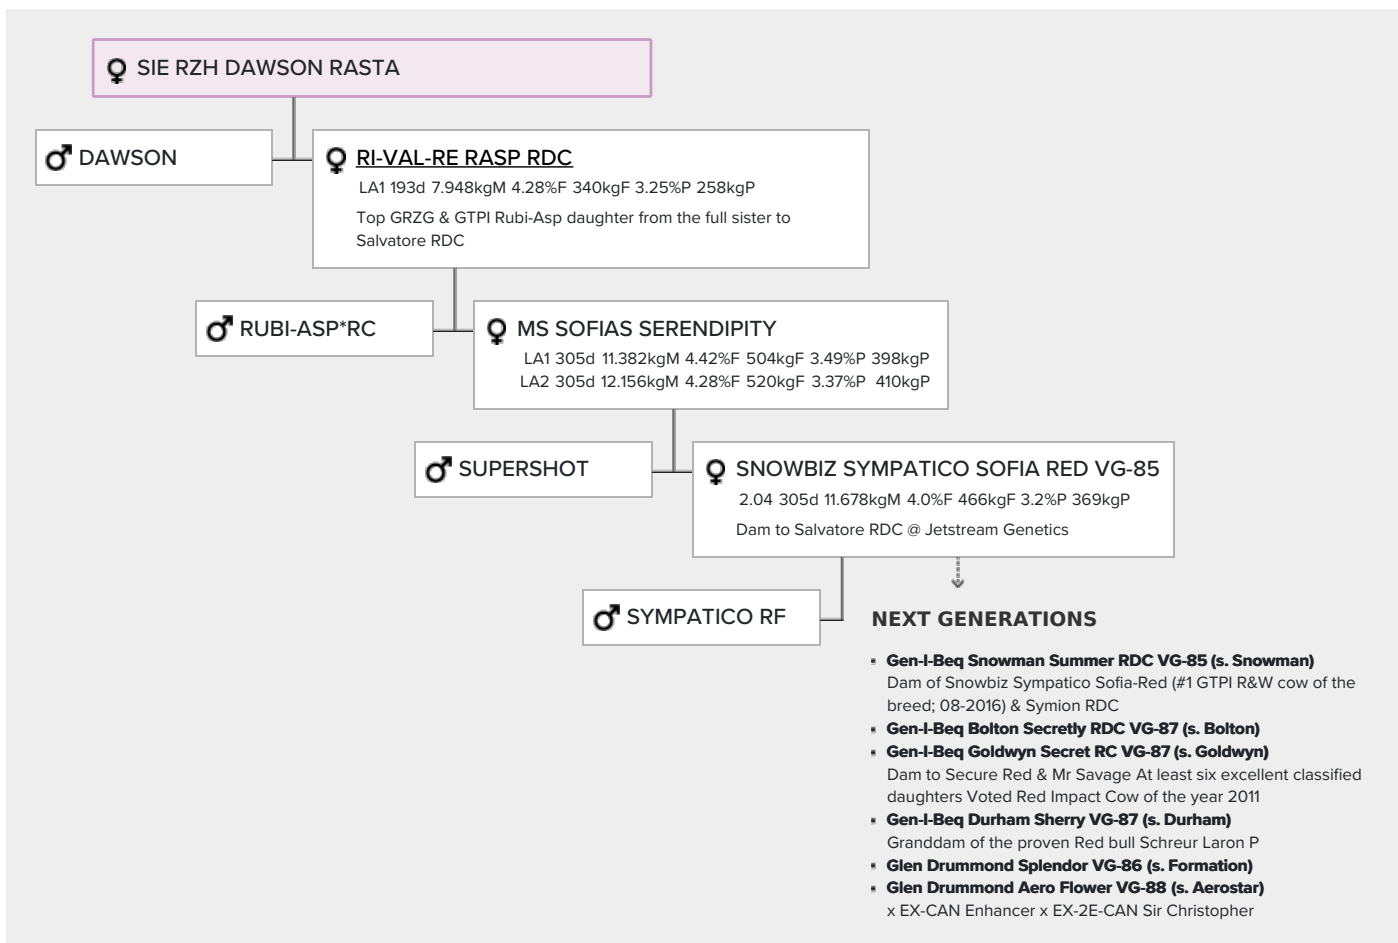 SIE RZH DAWSON RASTA
DAWSON
RI-VAL-RE RASP RDC
LA1 193d 7.948kgM 4.28%F 340kgF 3.25%P 258kgP
Top GRZG & GTPI Rubi-Asp daughter from the full sister to
Salvatore RDC
RUBI-ASP*RC
MS SOFIAS SERENDIPITY
LA1 305d 11.382kgM 4.42%F 504kgF 3.49%P 398kgP
LA2 305d 12.156kgM 4.28%F 520kgF 3.37%P 410kgP
SUPERSHOT
SNOWBIZ SYMPATICO SOFIA RED VG-85
2.04 305d 11.678kgM 4.0%F 466kgF 3.2%P 369kgP
Dam to Salvatore RDC @ Jetstream Genetics
SYMPATICO RF
NEXT GENERATIONS
Gen-I-Beq Snowman Summer RDC VG-85 (s. Snowman)
Dam of Snowbiz Sympatico Sofia-Red (#1 GTPI R&W cow of the
breed; 08-2016) & Symion RDC
Gen-I-Beq Bolton Secretly RDC VG-87 (s. Bolton)
Gen-I-Beq Goldwyn Secret RC VG-87 (s. Goldwyn)
Dam to Secure Red & Mr Savage At least six excellent classified
daughters Voted Red Impact Cow of the year 2011
Gen-I-Beq Durham Sherry VG-87 (s. Durham)
Granddam of the proven Red bull Schreur Laron P
Glen Drummond Splendor VG-86 (s. Formation)
Glen Drummond Aero Flower VG-88 (s. Aerostar)
x EX-CAN Enhancer x EX-2E-CAN Sir Christopher